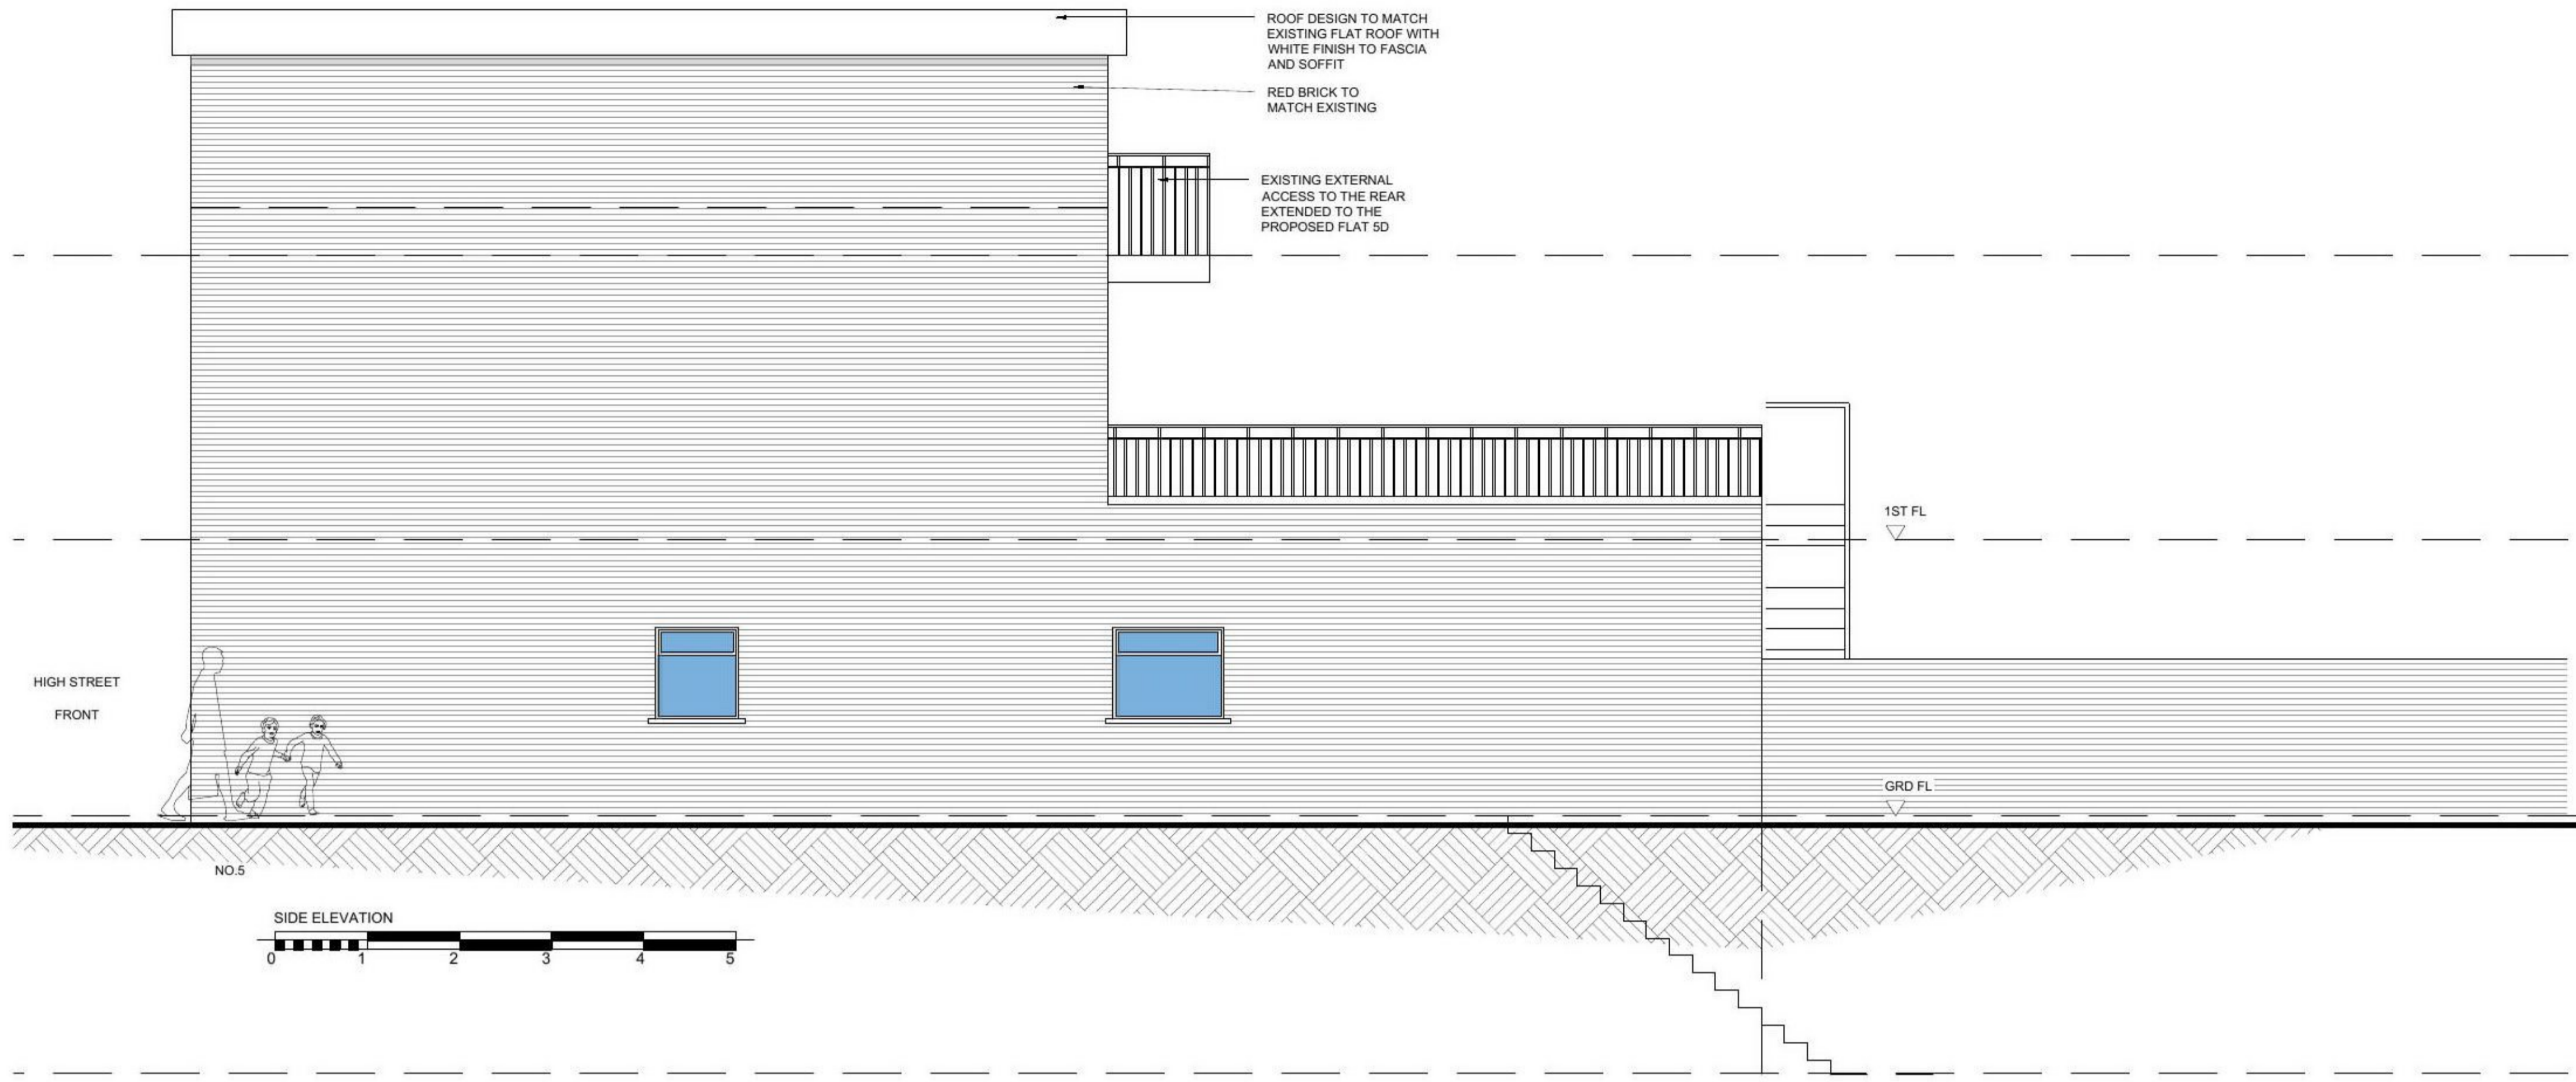 ROOF DESIGN TO MATCH
EXISTING FLAT ROOF WITH
WHITE FINISH TO FASCIA
AND SOFFIT
RED BRICK TO
MATCH EXISTING
EXISTING EXTERNAL
ACCESS TO THE REAR
EXTENDED TO THE
PROPOSED FLAT 5D
1ST FL
HIGH STREET
FRONT
GRD FL
NO.5
SIDE ELEVATION
0 1 2 3 4 5